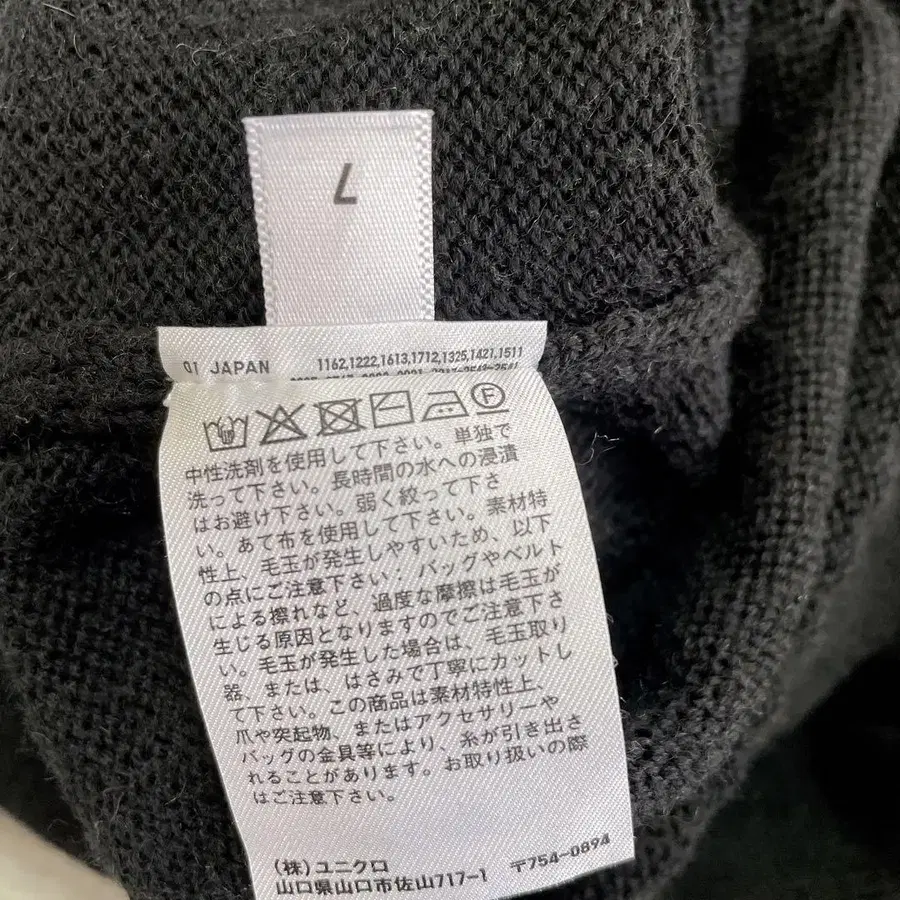 L
01 JAPAN
1162,1222,1613,1712,1325,1421,1511
F
中性洗剤を使用して下さい。単独で
洗って下さい。長時間の水への浸漬
はお避け下さい。弱く絞って下さ
い。あて布を使用して下さい。素材特
性上、毛玉が発生しやすいため、以下
の点にご注意下さい：バッグやベルト
による擦れなど、過度な摩擦は毛玉が
生じる原因となりますのでご注意下さ
い。毛玉が発生した場合は、毛玉取り
器、または、はさみで丁寧にカットし
て下さい。この商品は素材特性上、
爪や突起物、またはアクセサリーや
バッグの金具等により、糸が引き出さ
れることがあります。お取り扱いの際
はご注意下さい。
(株)ユニクロ
山口県山口市佐山717-1 〒754-0894